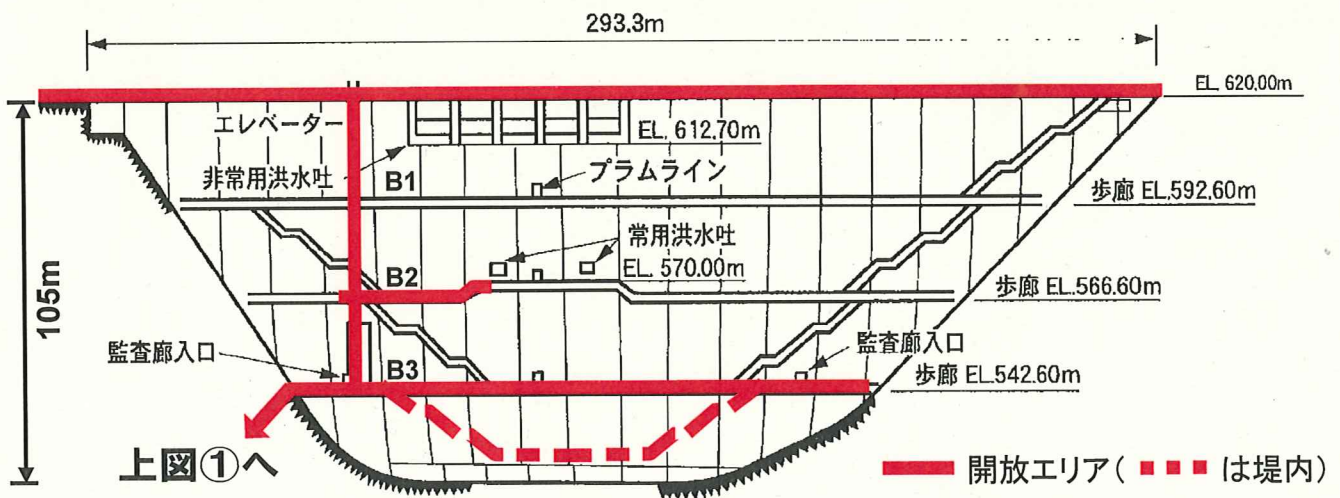 293.3m
EL. 620.00m
エレベーター
EL. 612.70m
非常用洪水吐
B1
プラムライン
歩廊 EL.592.60m
105m
常用洪水吐
EL. 570.00m
B2
歩廊 EL.566.60m
監査廊入口
監査廊入口
B3
歩廊 EL.542.60m
上図①へ
開放エリア( は堤内)